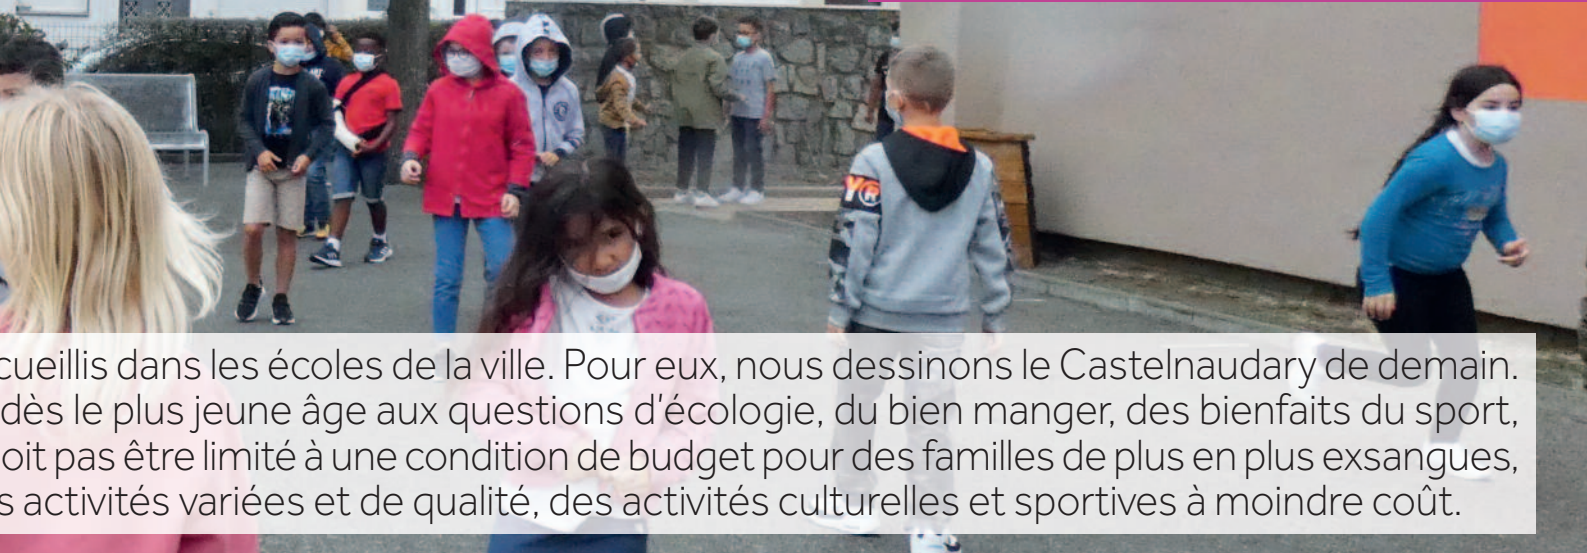 cueillis dans les écoles de la ville. Pour eux, nous dessinons le Castelnaudary de demain.
dès le plus jeune âge aux questions d'écologie, du bien manger, des bienfaits du sport,
oit pas être limité à une condition de budget pour des familles de plus en plus exsangues,
s activités variées et de qualité, des activités culturelles et sportives à moindre coût.